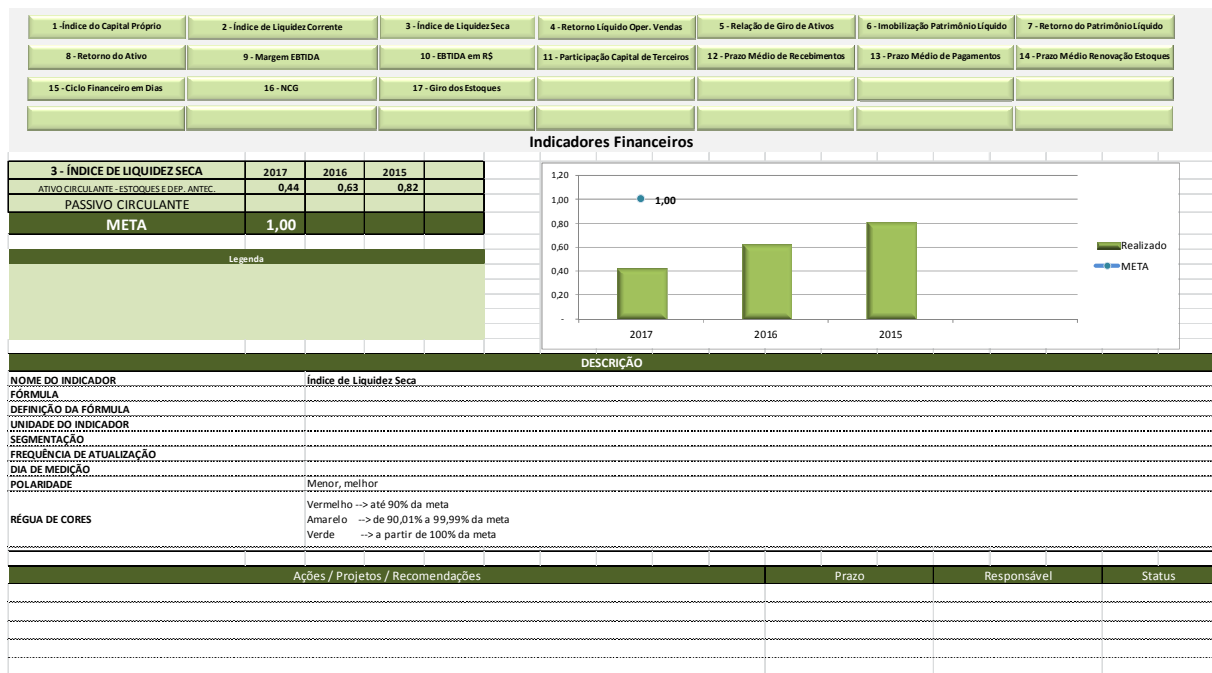 1 -Índice do Capital Próprio
2 - Índice de Liquidez Corrente
3 - Índice de Liquidez Seca
4 - Retorno Líquido Oper. Vendas
5 - Relação de Giro de Ativos
6 - Imobilização Patrimônio Líquido
7 - Retorno do Patrimônio Líquido
8 - Retorno do Ativo
9 - Margem EBTIDA
10 - EBTIDA em R$
11 - Participação Capital de Terceiros
12 - Prazo Médio de Recebimentos
13 - Prazo Médio de Pagamentos
14 - Prazo Médio Renovação Estoques
15 -Ciclo Financeiro em Dias
16 - NCG
17 - Giro dos Estoques
Indicadores Financeiros
3 - ÍNDICE DE LIQUIDEZ SECA 2017 2016 2015
ATIVO CIRCULANTE - ESTOQUES E DEP. ANTEC. 0,44 0,63 0,82
PASSIVO CIRCULANTE
META 1,00
Legenda
1,20
1,00
0,80
0,60
0,40
0,20
-
1,00
2017 2016 2015
Realizado
META
DESCRIÇÃO
NOME DO INDICADOR Índice de Liquidez Seca
FÓRMULA
DEFINIÇÃO DA FÓRMULA
UNIDADE DO INDICADOR
SEGMENTAÇÃO
FREQUÊNCIA DE ATUALIZAÇÃO
DIA DE MEDIÇÃO
POLARIDADE Menor, melhor
RÉGUA DE CORES
Vermelho --> até 90% da meta
Amarelo --> de 90,01% a 99,99% da meta
Verde --> a partir de 100% da meta
Ações / Projetos / Recomendações Prazo Responsável Status